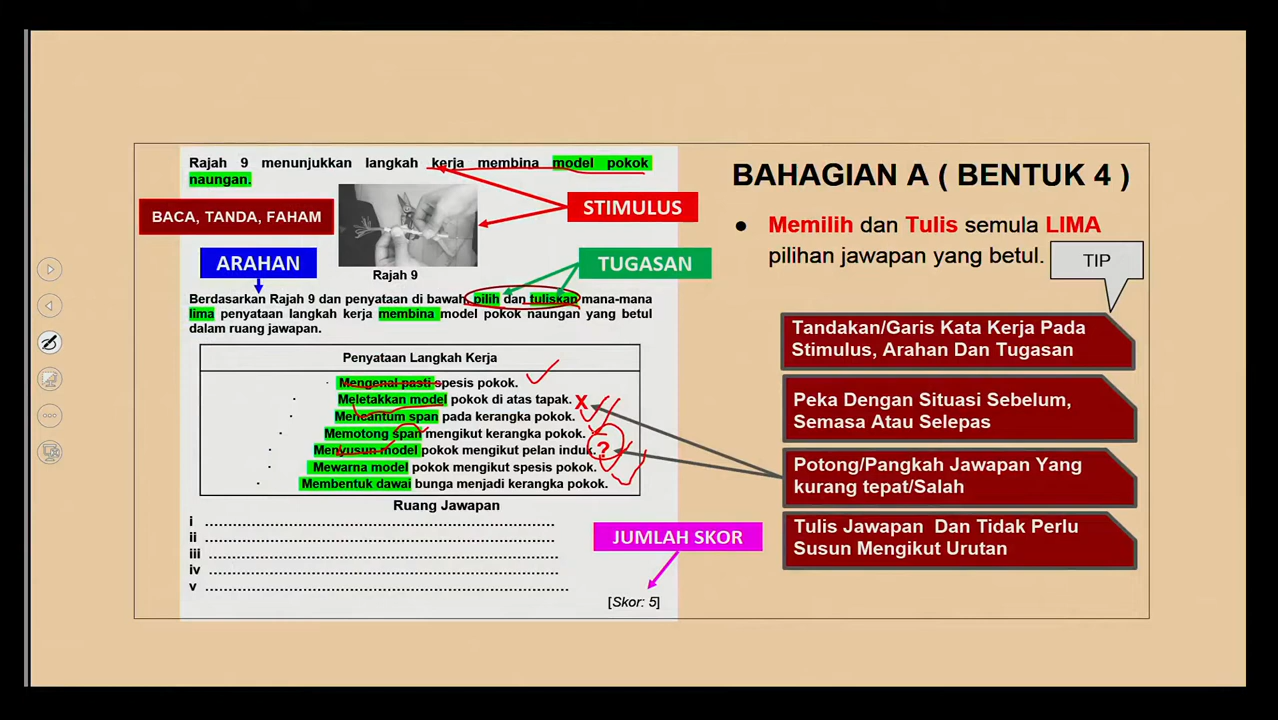 Rajah 9 menunjukkan langkah kerja membina model pokok
naungan.
BACA, TANDA, FAHAM
STIMULUS
ARAHAN
TUGASAN
Rajah 9
Berdasarkan Rajah 9 dan penyataan di bawah, pilih dan tuliskan mana-mana
lima penyataan langkah kerja membina model pokok naungan yang betul
dalam ruang jawapan.
Penyataan Langkah Kerja
· Mengenal pasti spesis pokok.
· Meletakkan model pokok di atas tapak. X
· Mencantum span pada kerangka pokok.
· Memotong span mengikut kerangka pokok.
· Menyusun model pokok mengikut pelan induk. ?
· Mewarna model pokok mengikut spesis pokok.
· Membentuk dawai bunga menjadi kerangka pokok.
Ruang Jawapan
i ..........................................................................
ii ..........................................................................
iii ..........................................................................
iv ..........................................................................
v ..........................................................................
JUMLAH SKOR
[Skor: 5]
BAHAGIAN A ( BENTUK 4 )
● Memilih dan Tulis semula LIMA
pilihan jawapan yang betul.
TIP
Tandakan/Garis Kata Kerja Pada
Stimulus, Arahan Dan Tugasan
Peka Dengan Situasi Sebelum,
Semasa Atau Selepas
Potong/Pangkah Jawapan Yang
kurang tepat/Salah
Tulis Jawapan Dan Tidak Perlu
Susun Mengikut Urutan